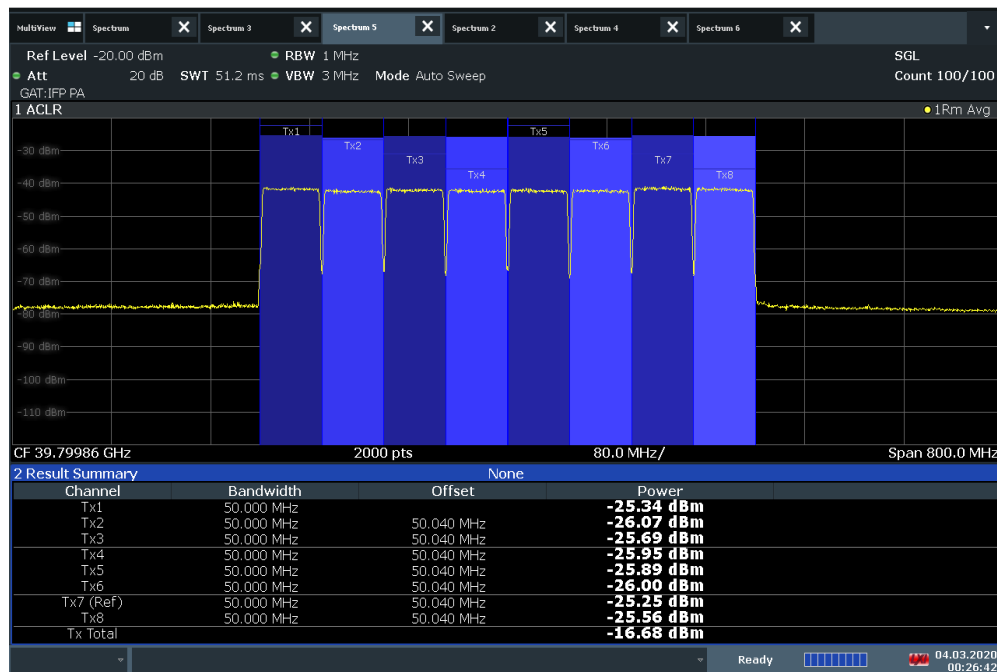 MultiView Spectrum Spectrum 3 Spectrum 5 Spectrum 2 Spectrum 4 Spectrum 6
Ref Level -20.00 dBm RBW 1 MHz SGL
Att 20 dB SWT 51.2 ms VBW 3 MHz Mode Auto Sweep Count 100/100
GAT:IFP PA
1 ACLR 1Rm Avg
Tx1 Tx2 Tx3 Tx4 Tx5 Tx6 Tx7 Tx8
-30 dBm
-40 dBm
-50 dBm
-60 dBm
-70 dBm
-80 dBm
-90 dBm
-100 dBm
-110 dBm
CF 39.79986 GHz 2000 pts 80.0 MHz/ Span 800.0 MHz
2 Result Summary None
Channel Bandwidth Offset Power
Tx1 50.000 MHz -25.34 dBm
Tx2 50.000 MHz 50.040 MHz -26.07 dBm
Tx3 50.000 MHz 50.040 MHz -25.69 dBm
Tx4 50.000 MHz 50.040 MHz -25.95 dBm
Tx5 50.000 MHz 50.040 MHz -25.89 dBm
Tx6 50.000 MHz 50.040 MHz -26.00 dBm
Tx7 (Ref) 50.000 MHz 50.040 MHz -25.25 dBm
Tx8 50.000 MHz 50.040 MHz -25.56 dBm
Tx Total -16.68 dBm
Ready 04.03.2020
00:26:42